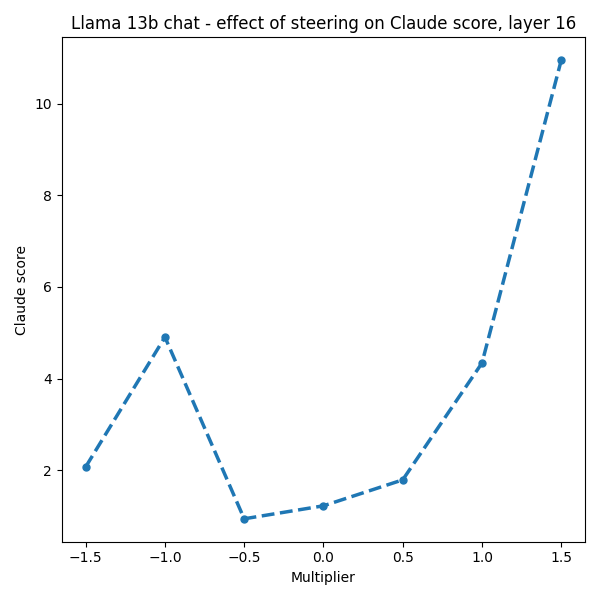 Llama 13b chat - effect of steering on Claude score, layer 16
Claude score
10
8
6
4
2
−1.5 −1.0 −0.5 0.0 0.5 1.0 1.5
Multiplier